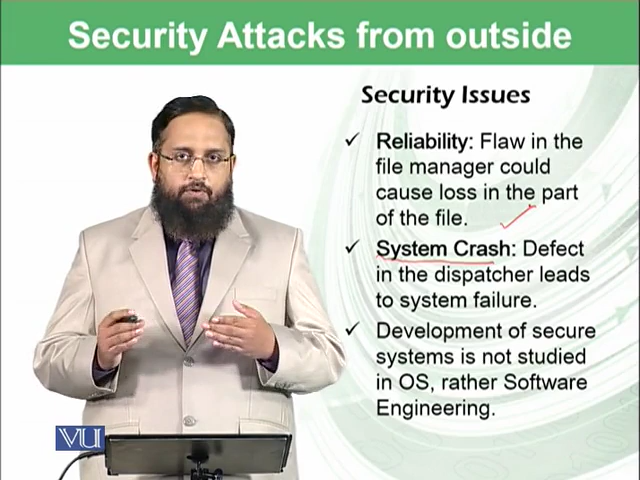 Security Attacks from outside
Security Issues
✓ Reliability: Flaw in the
file manager could
cause loss in the part
of the file.
✓ System Crash: Defect
in the dispatcher leads
to system failure.
✓ Development of secure
systems is not studied
in OS, rather Software
Engineering.
VU